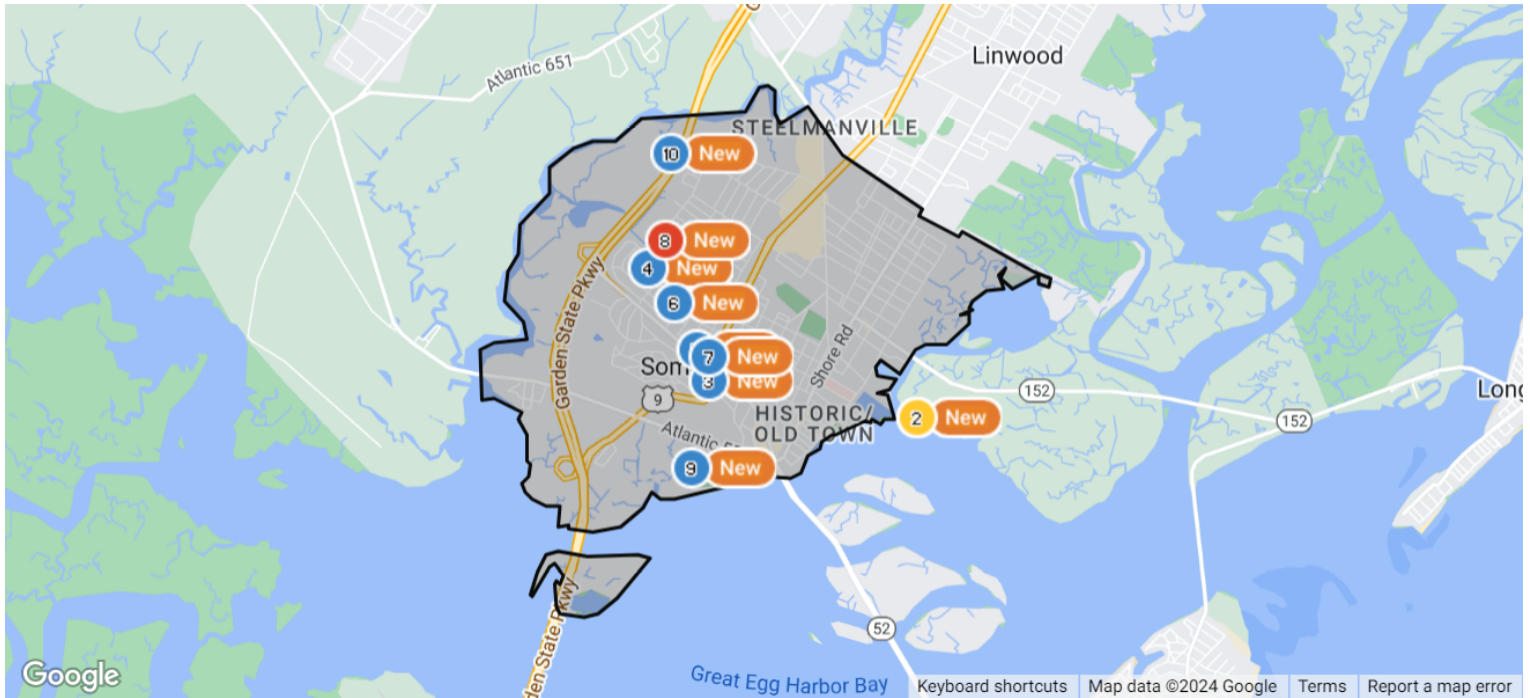 Linwood
Atlantic 651
STEELMANVILLE
10 New
8 New
4 New
6 New
Garden State Pkwy
7 New
Som
3 New
Shore Rd
9
152
HISTORIC/
OLD TOWN
2 New
152
Long
Atlantic
9 New
Garden State Pkwy
52
Great Egg Harbor Bay
Google
Keyboard shortcuts
Map data ©2024 Google
Terms
Report a map error